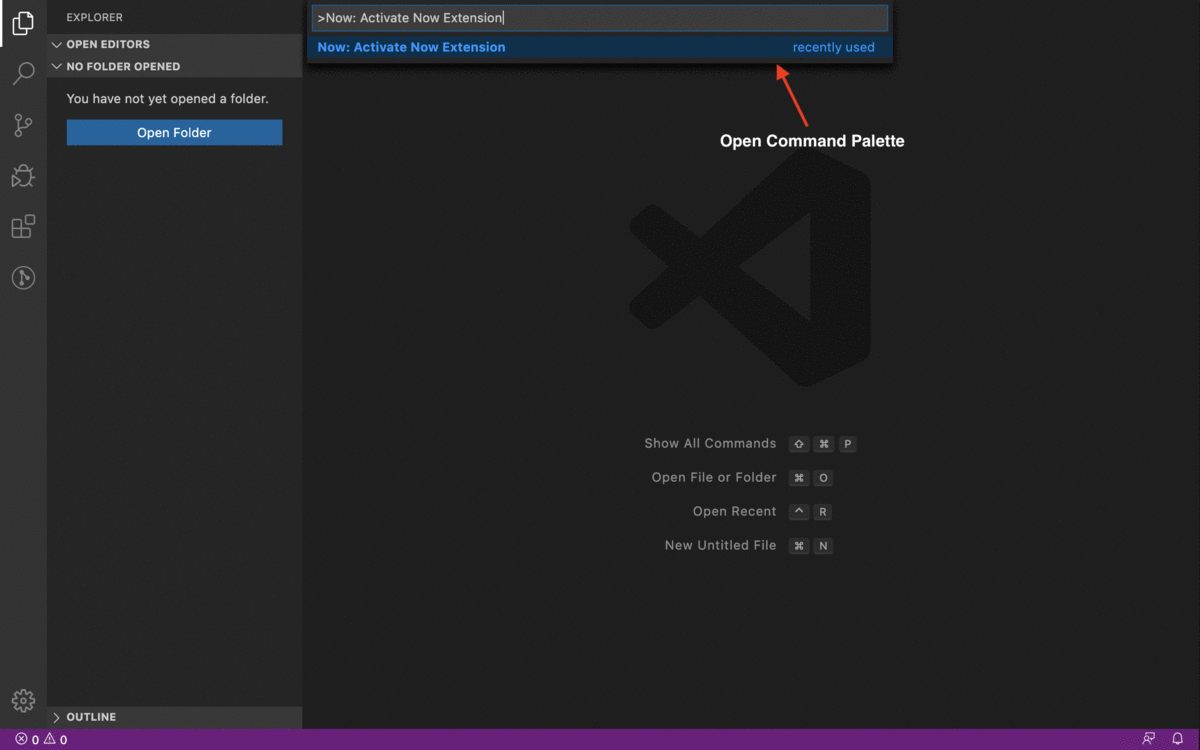 EXPLORER
OPEN EDITORS
NO FOLDER OPENED
You have not yet opened a folder.
Open Folder
>Now: Activate Now Extension
Now: Activate Now Extension recently used
Open Command Palette
Show All Commands ⇧ ⌘ P
Open File or Folder ⌘ O
Open Recent ^ R
New Untitled File ⌘ N
OUTLINE
0 0